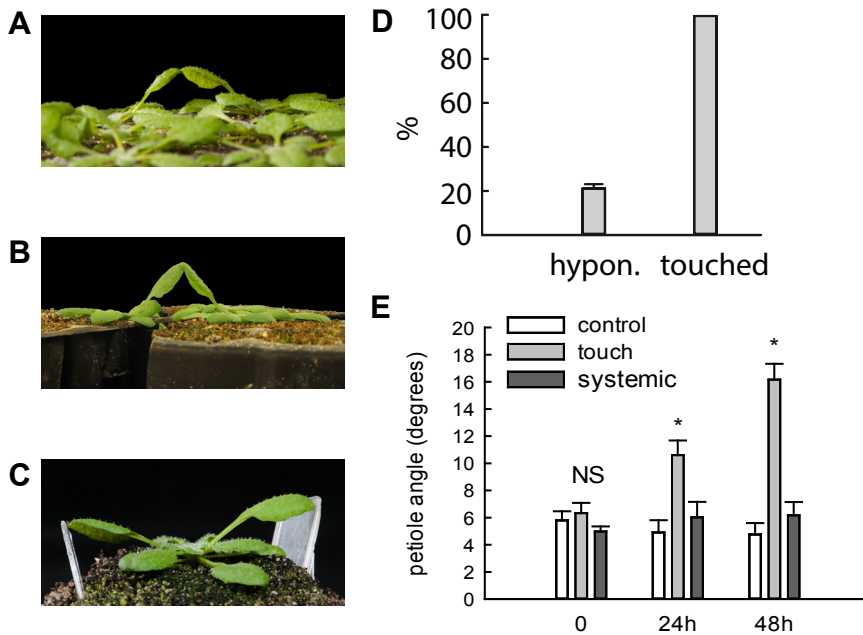 A
B
C
D
100
80
60
40
20
0
%
hypon. touched
E
20
18
16
14
12
10
8
6
4
2
0
petiole angle (degrees)
control
touch
systemic
NS
*
*
0 24h 48h